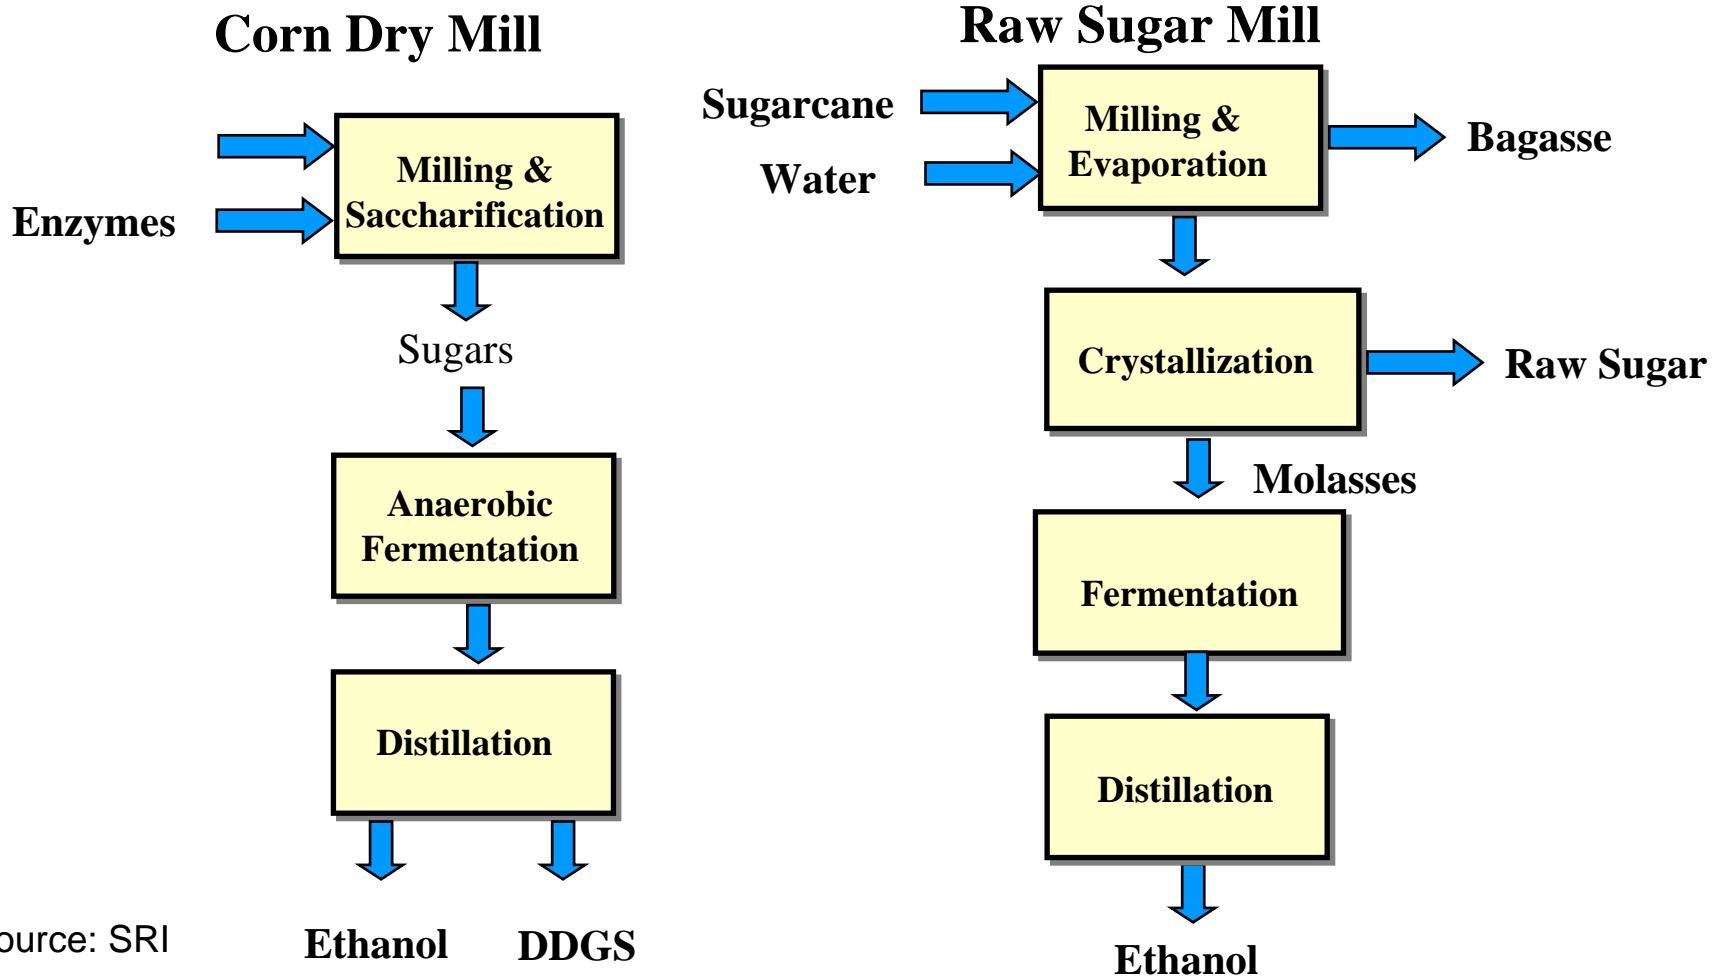 Corn Dry Mill
Enzymes
Milling &
Saccharification
Sugars
Anaerobic
Fermentation
Distillation
Ethanol
DDGS
ource: SRI
Raw Sugar Mill
Sugarcane
Water
Milling &
Evaporation
Bagasse
Crystallization
Raw Sugar
Molasses
Fermentation
Distillation
Ethanol